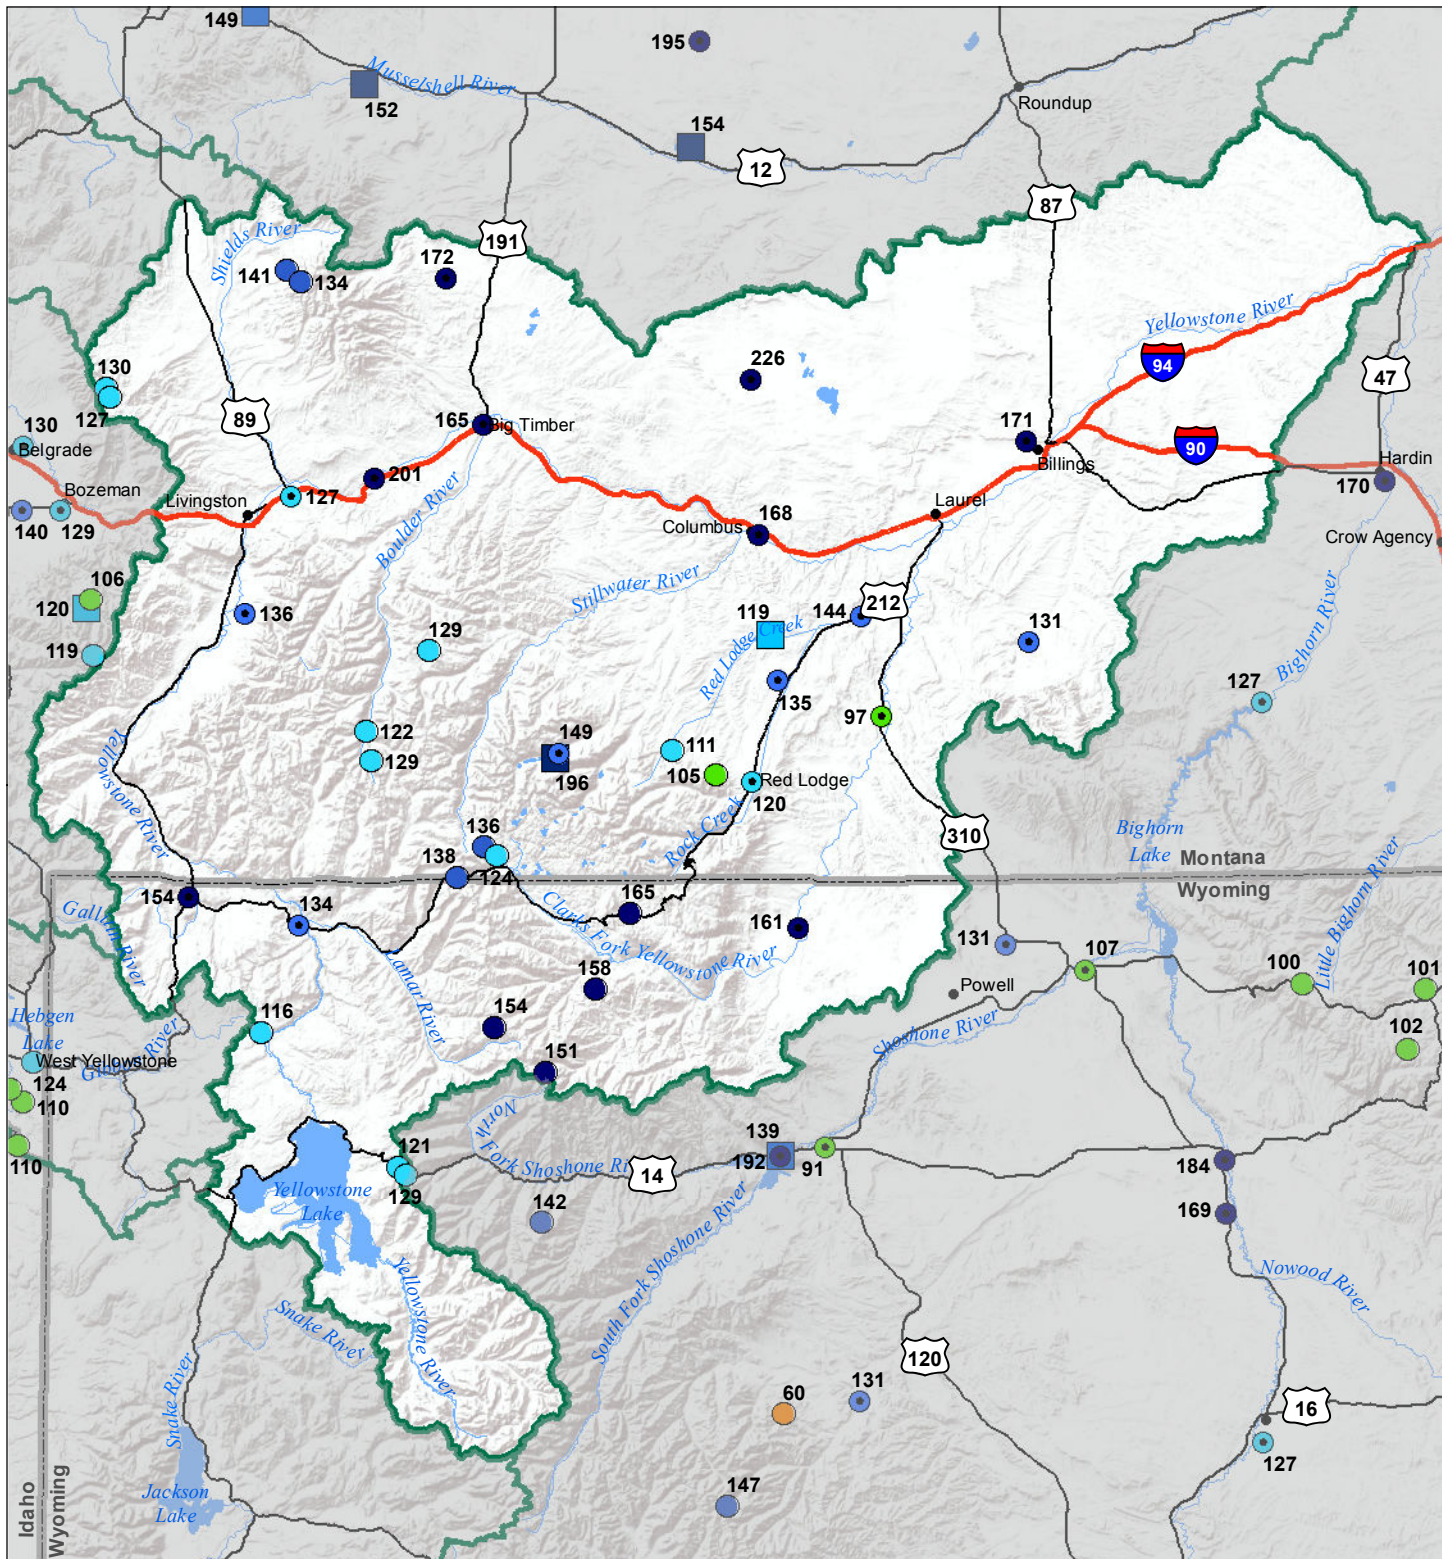 149
195
Musselshell River
152
Roundup
154
12
87
191
Shields River
172
141
134
Yellowstone River
94
226
130
127
47
89
165
Big Timber
171
130
Belgrade
90
Billings
Hardin
201
170
Bozeman
Livingston
127
Laurel
140
129
Columbus
168
Crow Agency
Boulder River
Stillwater River
106
120
136
119
144
212
Red Lodge Creek
131
Bighorn River
129
119
135
127
97
Yellowstone River
122
129
149
196
111
105
Red Lodge
120
Rock Creek
136
310
Bighorn
Lake
138
124
Montana
Wyoming
Little Bighorn River
154
165
Gallatin River
134
161
Clarks Fork Yellowstone River
131
107
100
101
158
Powell
Lamar River
154
Shoshone River
116
102
Hebgen
Lake
West Yellowstone
151
124
110
North
Fork Shoshone
110
139
121
192
91
14
184
129
Yellowstone
Lake
142
169
South Fork Shoshone River
Nowood River
Yellowstone River
Snake River
120
60
131
16
Snake River
127
147
Jackson
Lake
Idaho
Wyoming